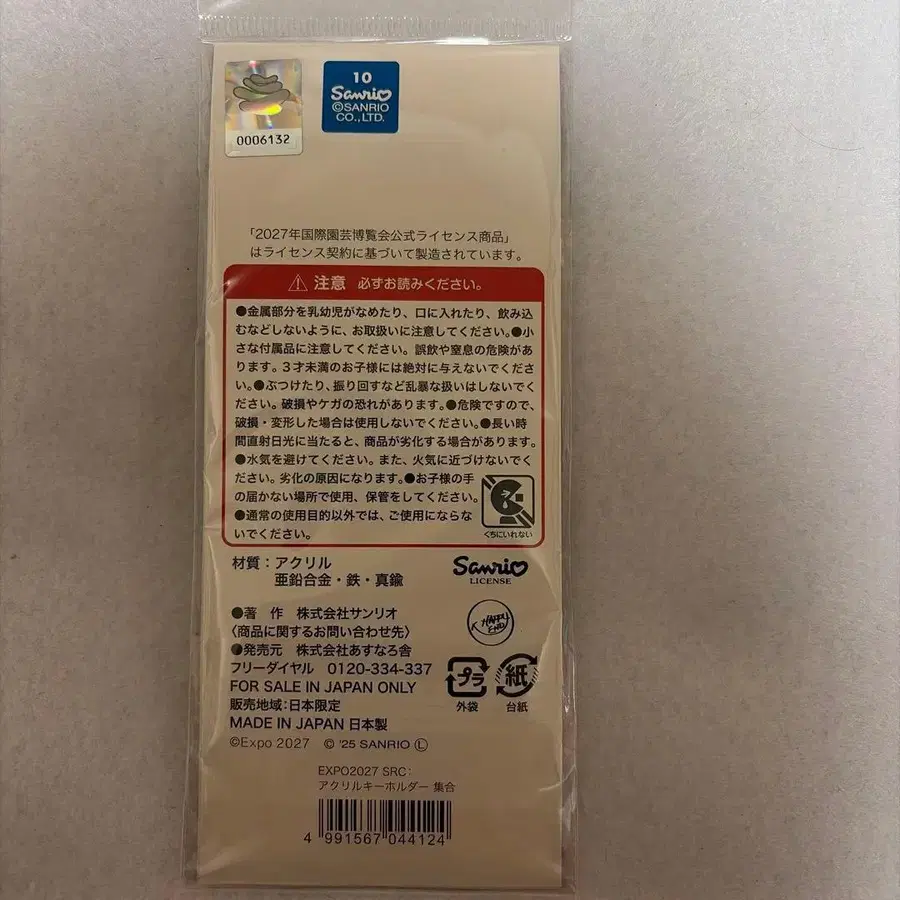 0006132
10
Sanrio
©SANRIO
CO.,LTD.
「2027年国際園芸博覧会公式ライセンス商品」
はライセンス契約に基づいて製造されています。
注意 必ずお読みください。
●金属部分を乳幼児がなめたり、口に入れたり、飲み込
むなどしないように、お取扱いに注意してください。●小
さな付属品に注意してください。誤飲や窒息の危険があ
ります。3才未満のお子様には絶対に与えないでくださ
い。●ぶつけたり、振り回すなど乱暴な扱いはしないでく
ださい。破損やケガの恐れがあります。●危険ですので、
破損・変形した場合は使用しないでください。●長い時
間直射日光に当たると、商品が劣化する場合があります。
●水気を避けてください。また、火気に近づけないでく
ださい。劣化の原因になります。●お子様の手
の届かない場所で使用、保管をしてください。
●通常の使用目的以外では、ご使用にならな
いでください。
くちにいれない
材質：アクリル
亜鉛合金・鉄・真鍮
Sanrio
LICENSE
●著　作　株式会社サンリオ
〈商品に関するお問い合わせ先〉
●発売元　株式会社あすなろ舎
フリーダイヤル　0120-334-337
FOR SALE IN JAPAN ONLY
販売地域：日本限定
MADE IN JAPAN 日本製
©Expo 2027　© '25 SANRIO Ⓛ
HAPPY
END
プラ
外袋
紙
台紙
EXPO2027 SRC：
アクリルキーホルダー 集合
4 991567 044124